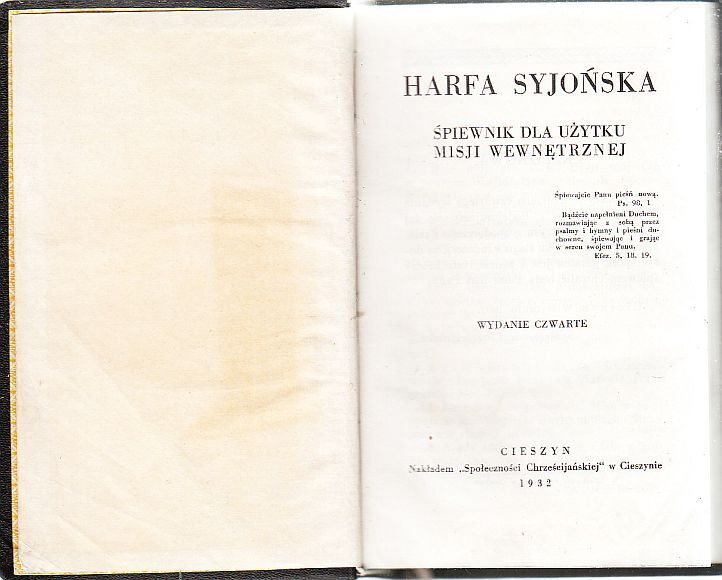 HARFA SYJOŃSKA
ŚPIEWNIK DLA UŻYTKU
MISJI WEWNĘTRZNEJ
Śpiewajcie Panu pieśń nową.
Ps. 98, 1
Bądźcie napełnieni Duchem,
rozmawiając z sobą przez
psalmy i hymny i pieśni du-
chowne, śpiewając i grając
w sercu swojem Panu.
Efez. 5, 18. 19.
WYDANIE CZWARTE
CIESZYN
Nakładem „Społeczności Chrześcijańskiej" w Cieszynie
1932